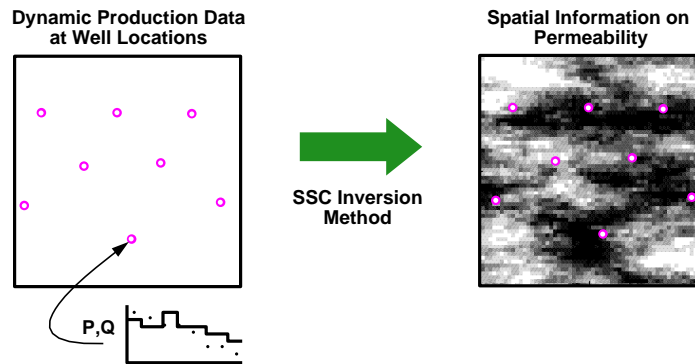 Dynamic Production Data
at Well Locations
Spatial Information on
Permeability
SSC Inversion
Method
P,Q